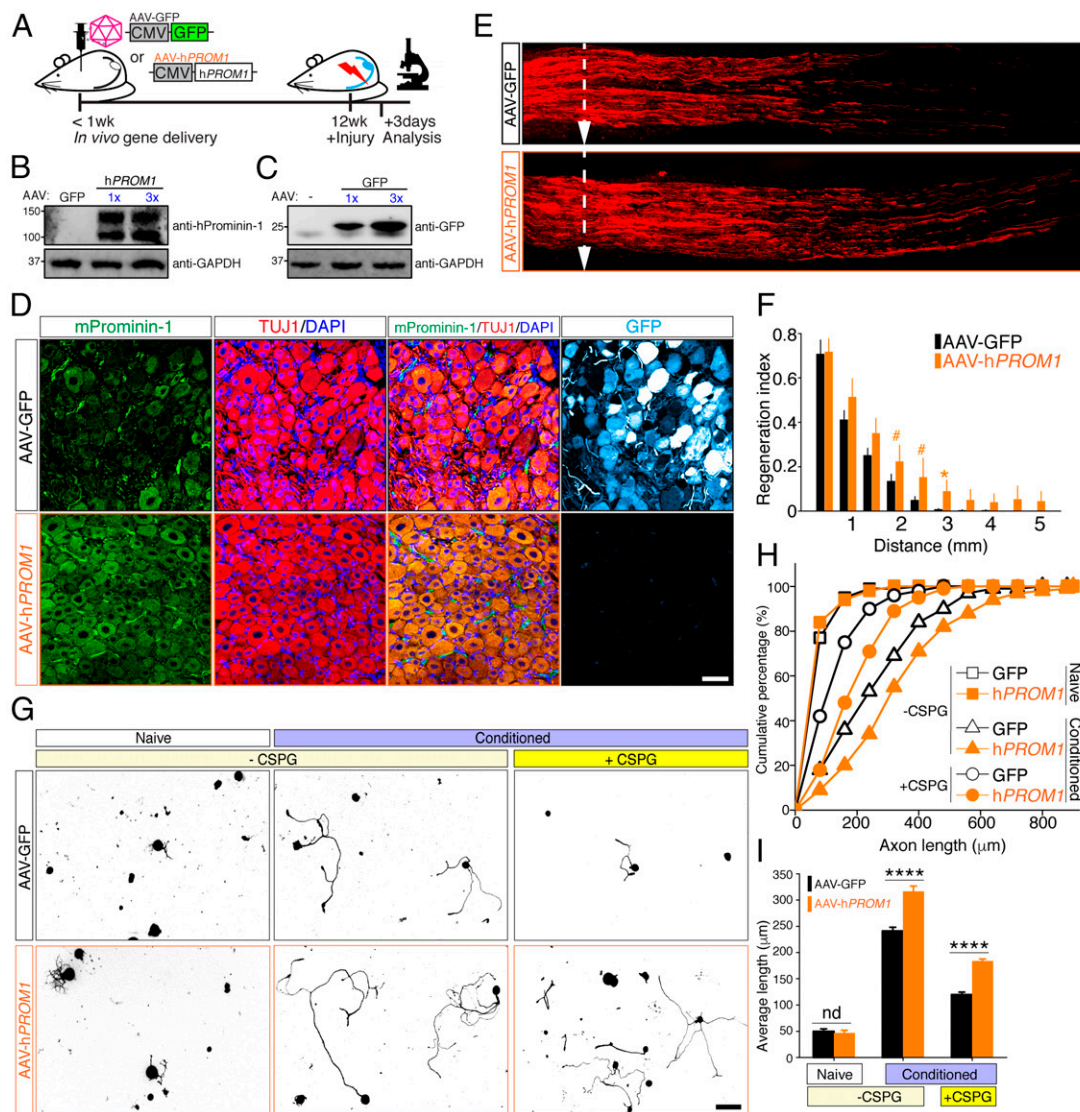 A
AAV-GFP
CMV GFP
or AAV-hPROM1
CMV hPROM1
< 1wk
In vivo gene delivery
12wk
+Injury
+3days
Analysis
B
hPROM1
AAV: GFP 1x 3x
150
100
anti-hProminin-1
37
anti-GAPDH
C
GFP
AAV: - 1x 3x
25
anti-GFP
37
anti-GAPDH
D
mProminin-1 TUJ1/DAPI mProminin-1/TUJ1/DAPI GFP
AAV-GFP
AAV-hPROM1
E
AAV-GFP
AAV-hPROM1
F
Regeneration index
0.8
0.6
0.4
0.2
0
AAV-GFP
AAV-hPROM1
# # *
1 2 3 4 5
Distance (mm)
G
Naive Conditioned
- CSPG + CSPG
AAV-GFP
AAV-hPROM1
H
Cumulative percentage (%)
100
80
60
40
20
0
GFP
hPROM1
GFP
hPROM1
GFP
hPROM1
-CSPG
+CSPG
Naive
Conditioned
0 200 400 600 800
Axon length (µm)
I
Average length (µm)
350
300
250
200
150
100
50
0
AAV-GFP
AAV-hPROM1
nd
****
****
Naive Conditioned
-CSPG +CSPG